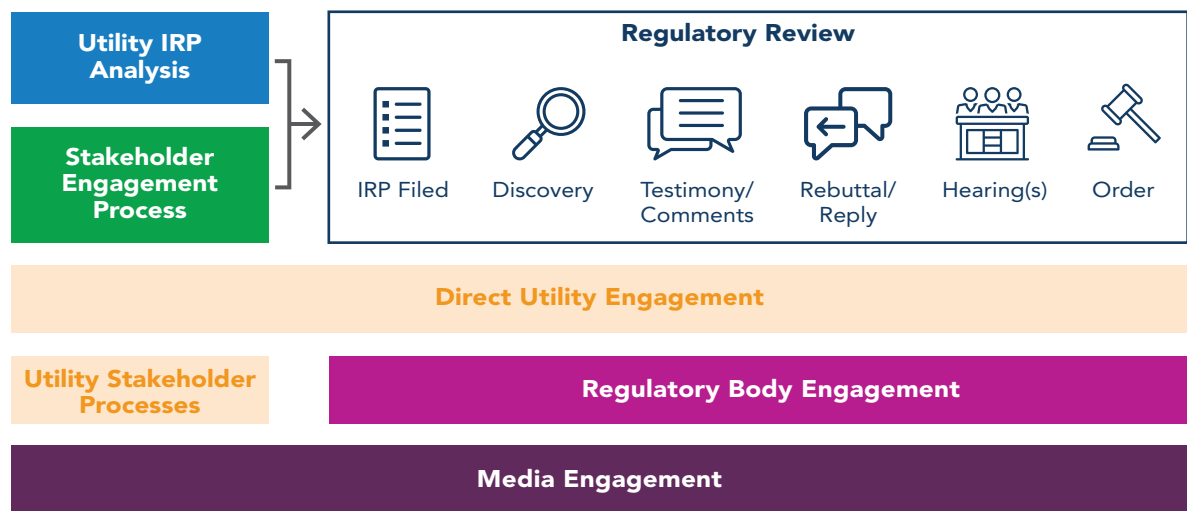 Utility IRP
Analysis
Stakeholder
Engagement
Process
Regulatory Review
IRP Filed
Discovery
Testimony/
Comments
Rebuttal/
Reply
Hearing(s)
Order
Direct Utility Engagement
Utility Stakeholder
Processes
Regulatory Body Engagement
Media Engagement